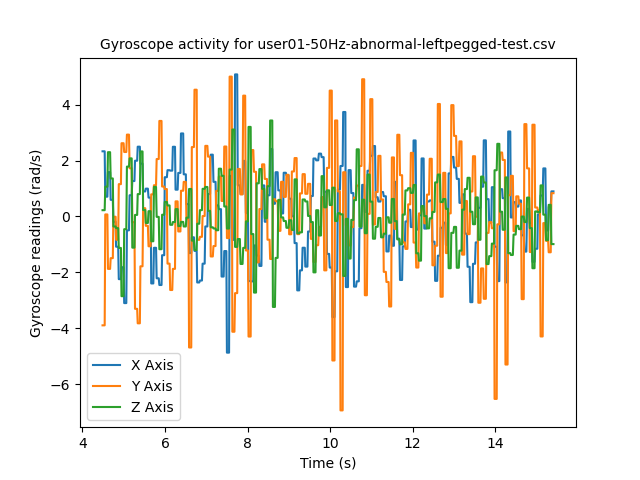 Gyroscope activity for user01-50Hz-abnormal-leftpegged-test.csv
Gyroscope readings (rad/s)
4
2
0
−2
−4
−6
X Axis
Y Axis
Z Axis
4 6 8 10 12 14
Time (s)